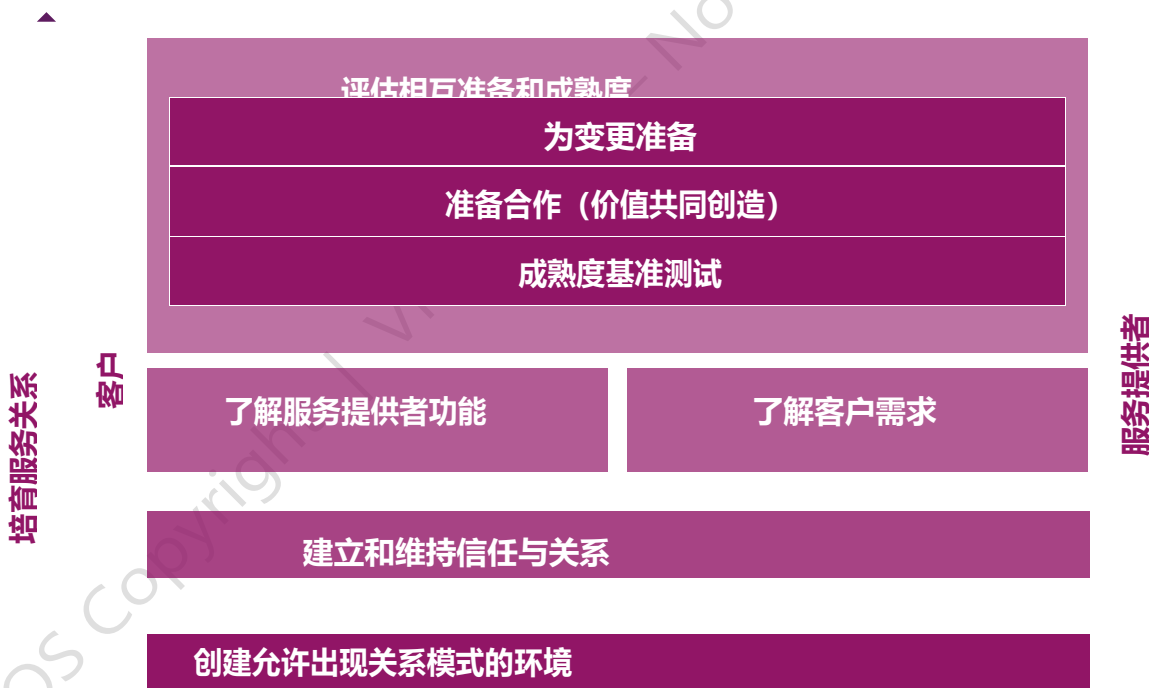 评估相互准备和成熟度
为变更准备
准备合作（价值共同创造）
成熟度基准测试
培育服务关系
客户
服务提供者
了解服务提供者功能
了解客户需求
建立和维持信任与关系
创建允许出现关系模式的环境
Copyright